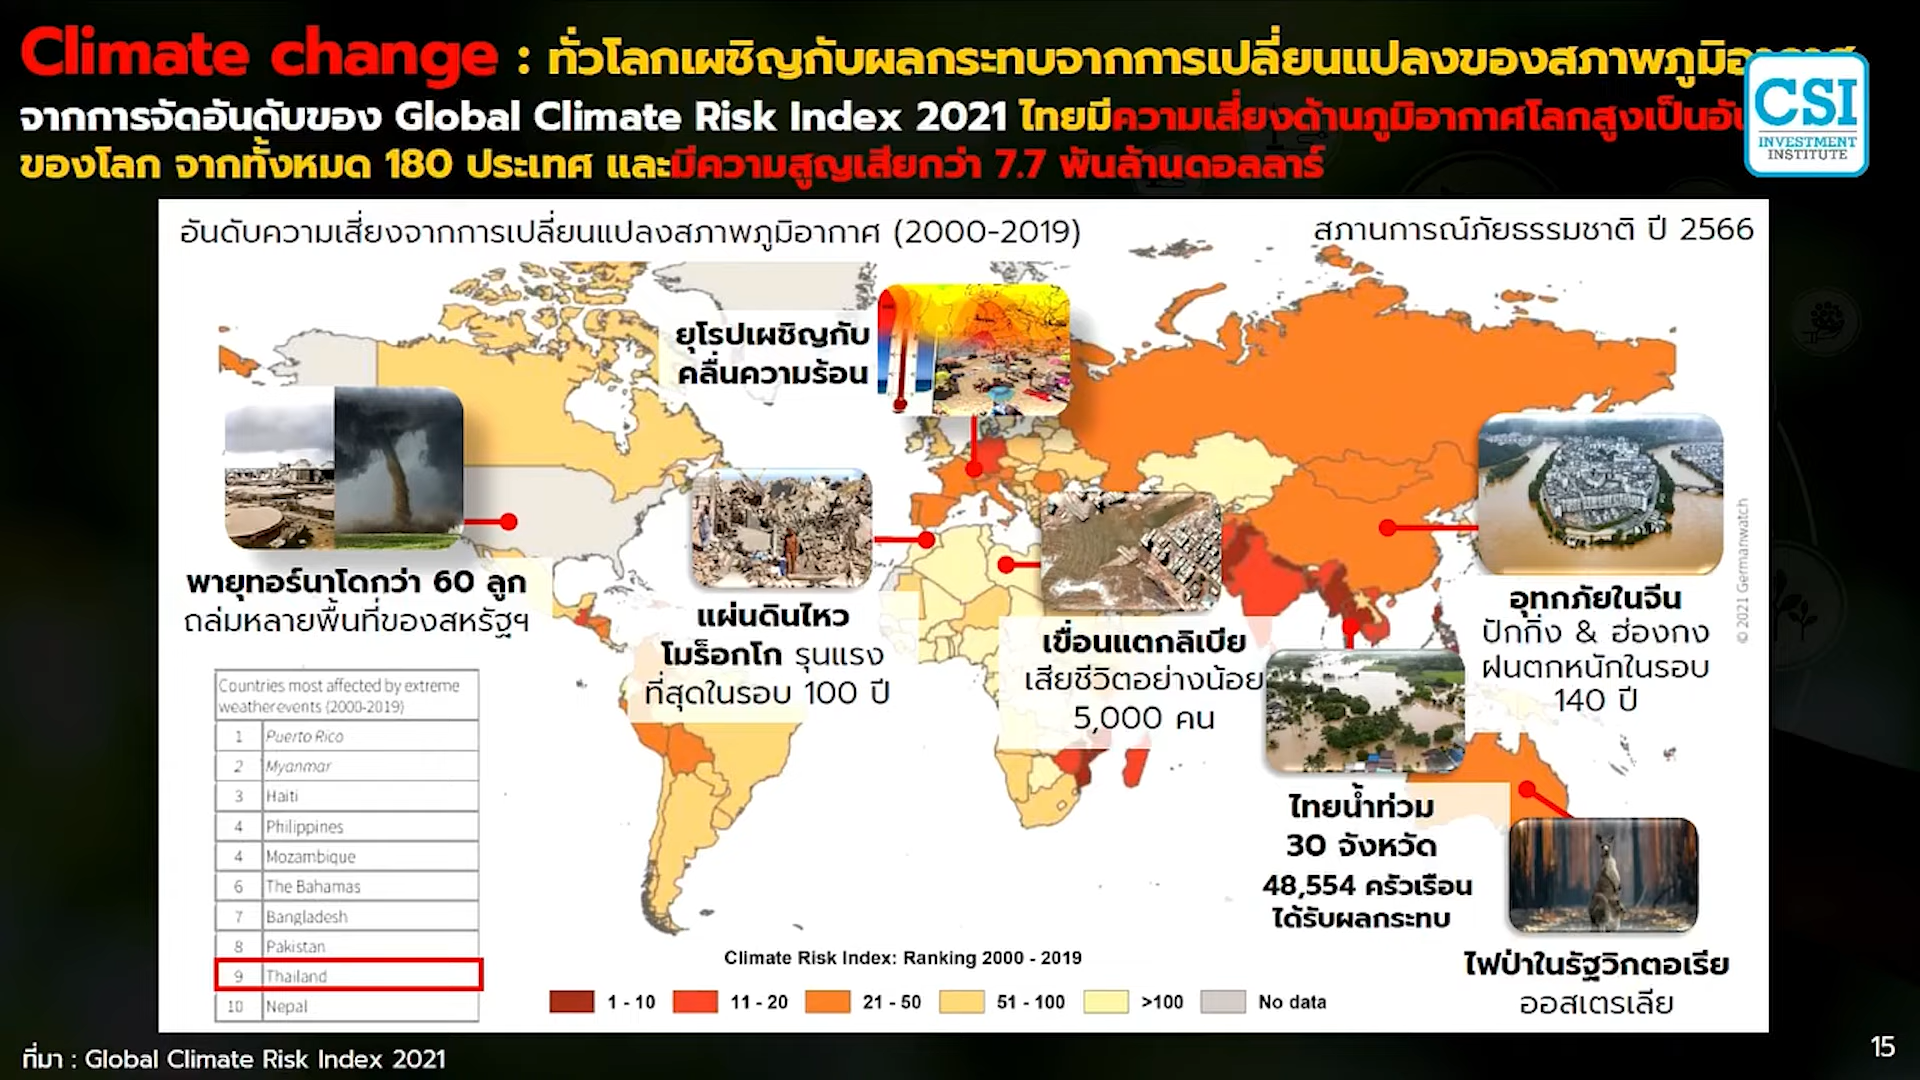 Climate change : ทั่วโลกเผชิญกับผลกระทบจากการเปลี่ยนแปลงของสภาพภูมิอากาศ
จากการจัดอันดับของ Global Climate Risk Index 2021 ไทยมีความเสี่ยงด้านภูมิอากาศโลกสูงเป็น
ของโลก จากทั้งหมด 180 ประเทศ และมีความสูญเสียกว่า 7.7 พันล้านดอลลาร์
CSI
INVESTMENT
INSTITUTE
อันดับความเสี่ยงจากการเปลี่ยนแปลงสภาพภูมิอากาศ (2000-2019)
สถานการณ์ภัยธรรมชาติ ปี 2566
ยุโรปเผชิญกับ
คลื่นความร้อน
พายุทอร์นาโดกว่า 60 ลูก
ถล่มหลายพื้นที่ของสหรัฐฯ
แผ่นดินไหว
โมร็อกโก รุนแรง
ที่สุดในรอบ 100 ปี
เขื่อนแตกลิเบีย
เสียชีวิตอย่างน้อย
5,000 คน
อุทกภัยในจีน
ปักกิ่ง & ฮ่องกง
ฝนตกหนักในรอบ
140 ปี
ไทยน้ำท่วม
30 จังหวัด
48,554 ครัวเรือน
ได้รับผลกระทบ
ไฟป่าในรัฐวิกตอเรีย
ออสเตรเลีย
© 2021 Germanwatch
Countries most affected by extreme
weatherevents (2000-2019)
1 Puerto Rico
2 Myanmar
3 Haiti
4 Philippines
4 Mozambique
6 The Bahamas
7 Bangladesh
8 Pakistan
9 Thailand
10 Nepal
Climate Risk Index: Ranking 2000 - 2019
1 - 10
11 - 20
21 - 50
51 - 100
>100
No data
ที่มา : Global Climate Risk Index 2021
15